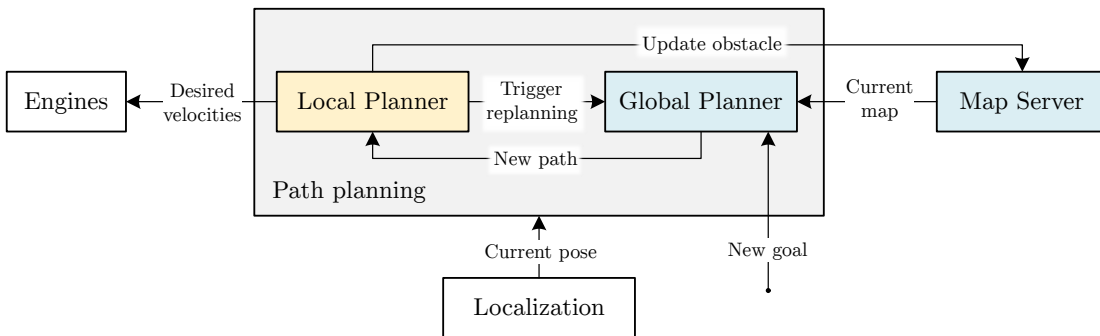 Update obstacle
Engines
Desired
velocities
Local Planner
Trigger
replanning
Global Planner
Current
map
Map Server
New path
Path planning
Current pose
New goal
Localization